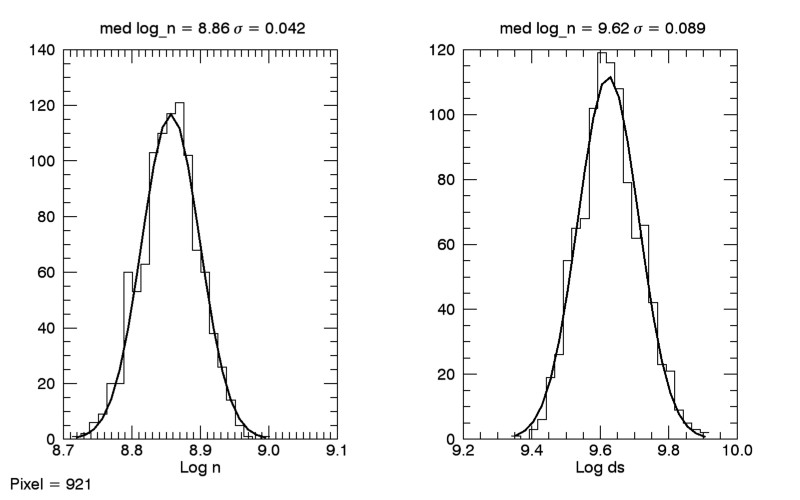 med log_n = 8.86 σ = 0.042
140
120
100
80
60
40
20
0
8.7 8.8 8.9 9.0 9.1
Log n
med log_n = 9.62 σ = 0.089
120
100
80
60
40
20
0
9.2 9.4 9.6 9.8 10.0
Log ds
Pixel = 921